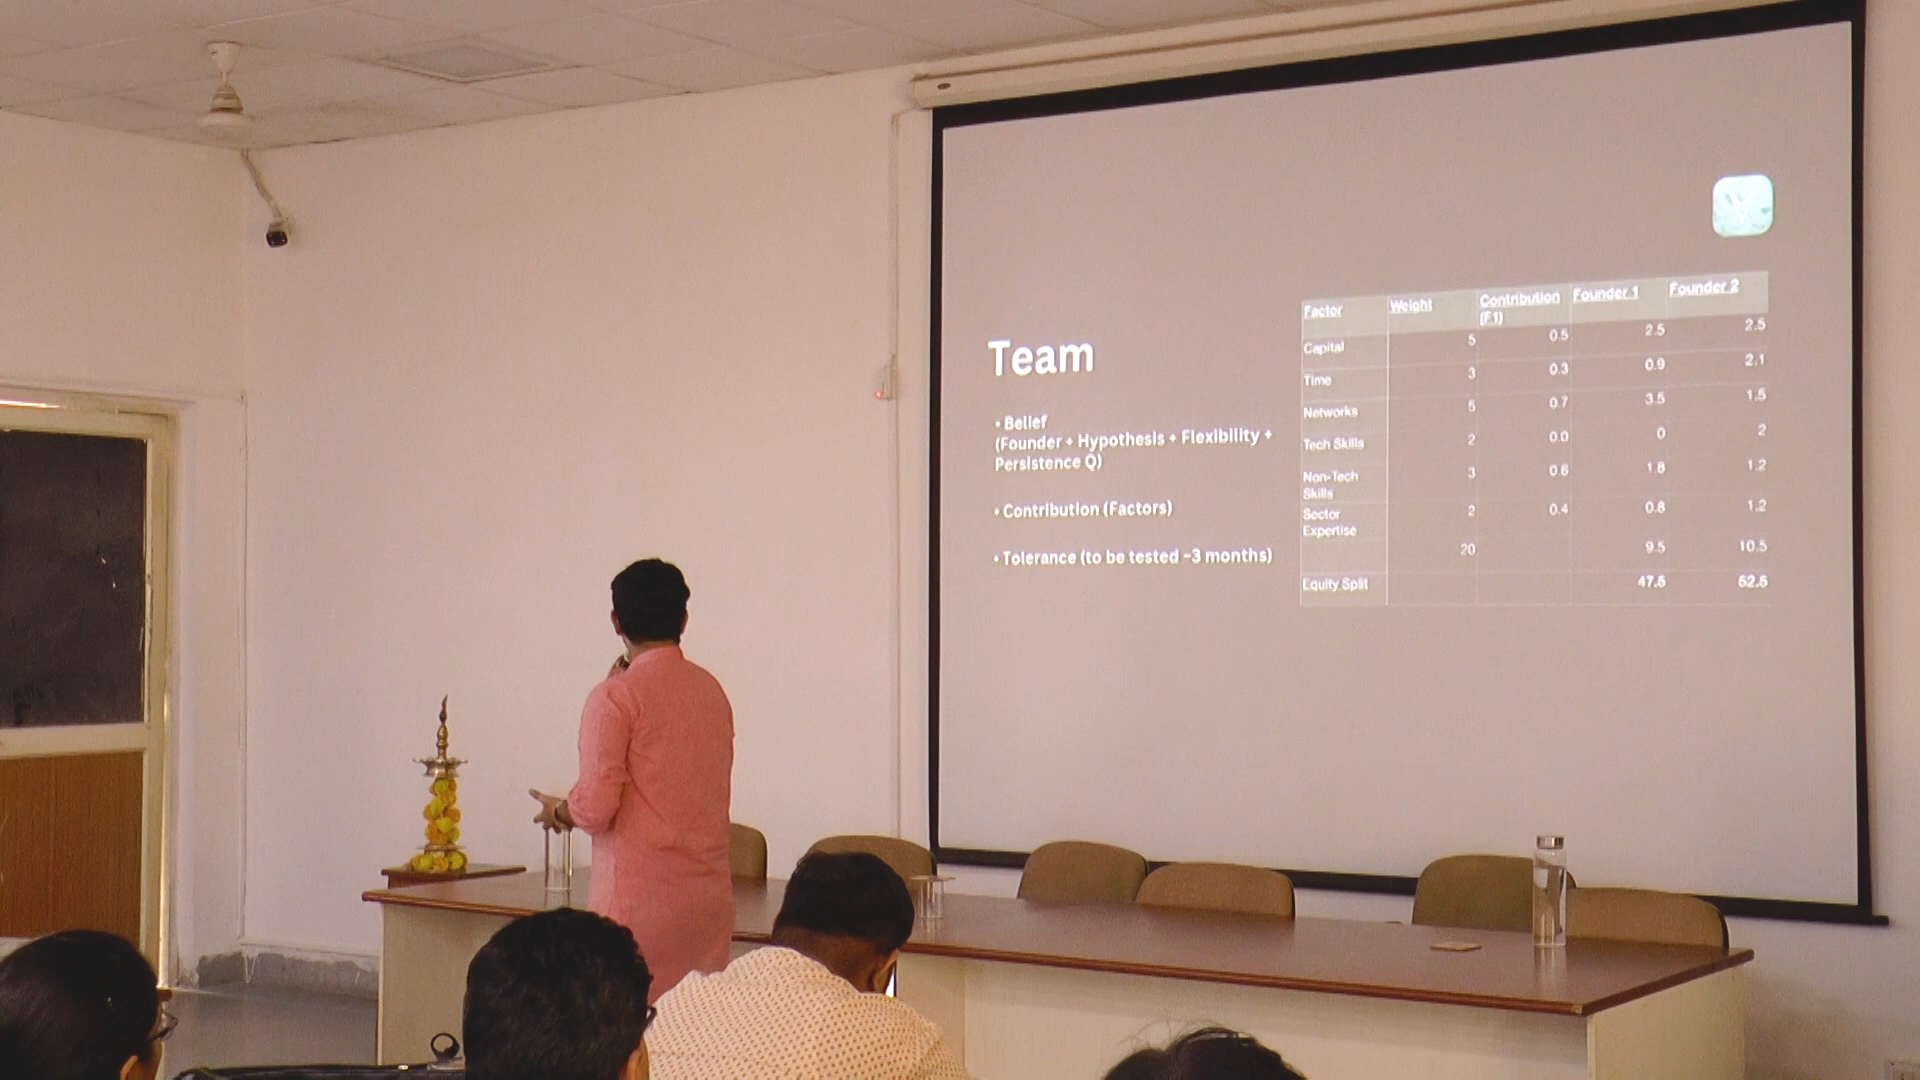 Team
• Belief
(Founder + Hypothesis + Flexibility +
Persistence Q)
• Contribution (Factors)
• Tolerance (to be tested ~3 months)
Factor Weight Contribution (F1) Founder 1 Founder 2
Capital 5 0.5 2.5 2.5
Time 3 0.3 0.9 2.1
Networks 5 0.7 3.5 1.5
Tech Skills 2 0.0 0 2
Non-Tech Skills 3 0.6 1.8 1.2
Sector Expertise 2 0.4 0.8 1.2
20 9.5 10.5
Equity Split 47.5 52.5